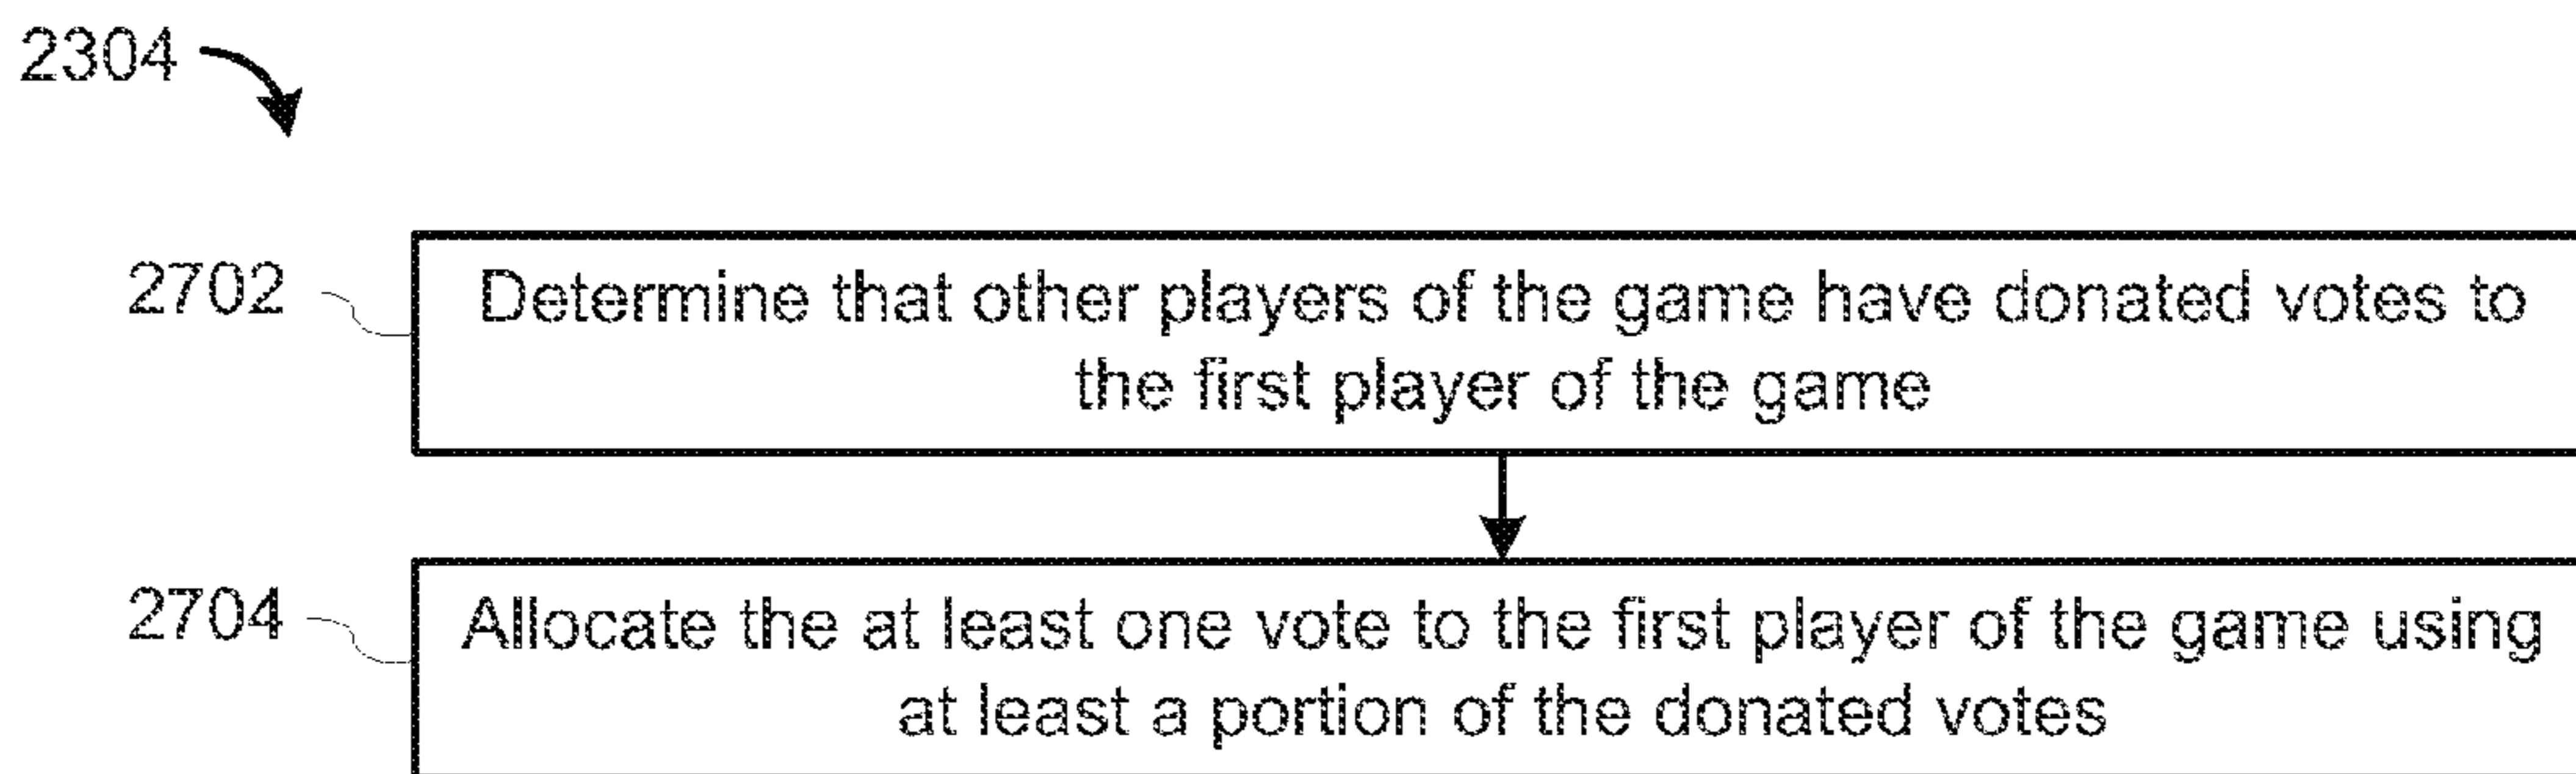 2304
2702
Determine that other players of the game have donated votes to
the first player of the game
2704
Allocate the at least one vote to the first player of the game using
at least a portion of the donated votes